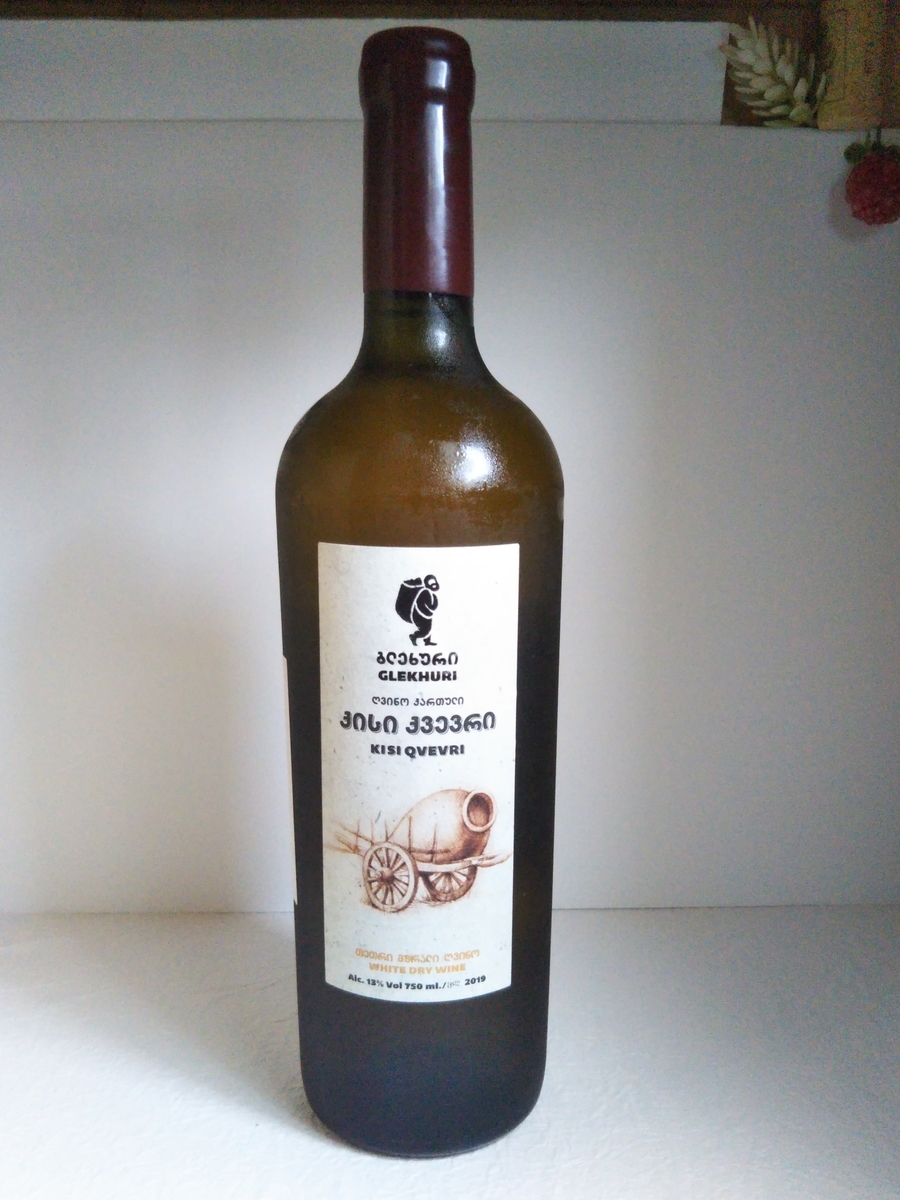 გლეხური
GLEKHURI
ღვინო ქართული
ქისი ქვევრი
KISI QVEVRI
თეთრი მშრალი ღვინო
WHITE DRY WINE
Alc. 13% Vol 750 ml./მლ. 2019